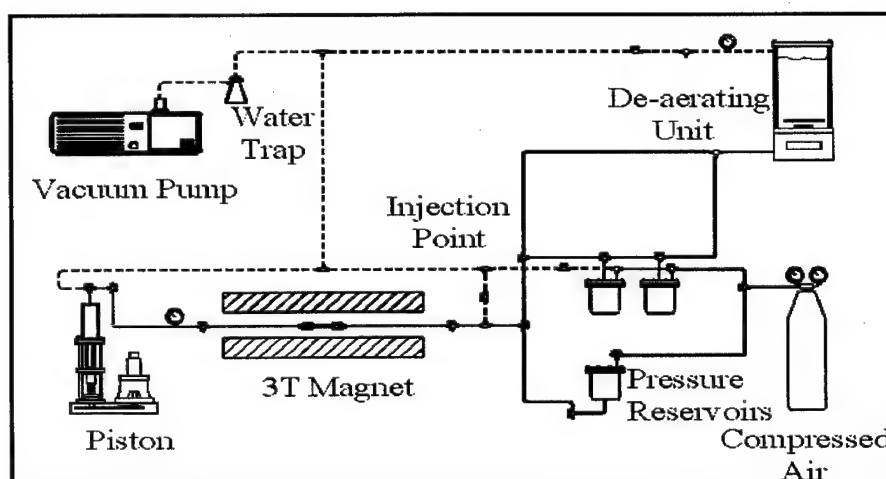 De-aerating
Unit
Water
Trap
Vacuum Pump
Injection
Point
3T Magnet
Pressure
Reservoirs
Piston
Compressed
Air